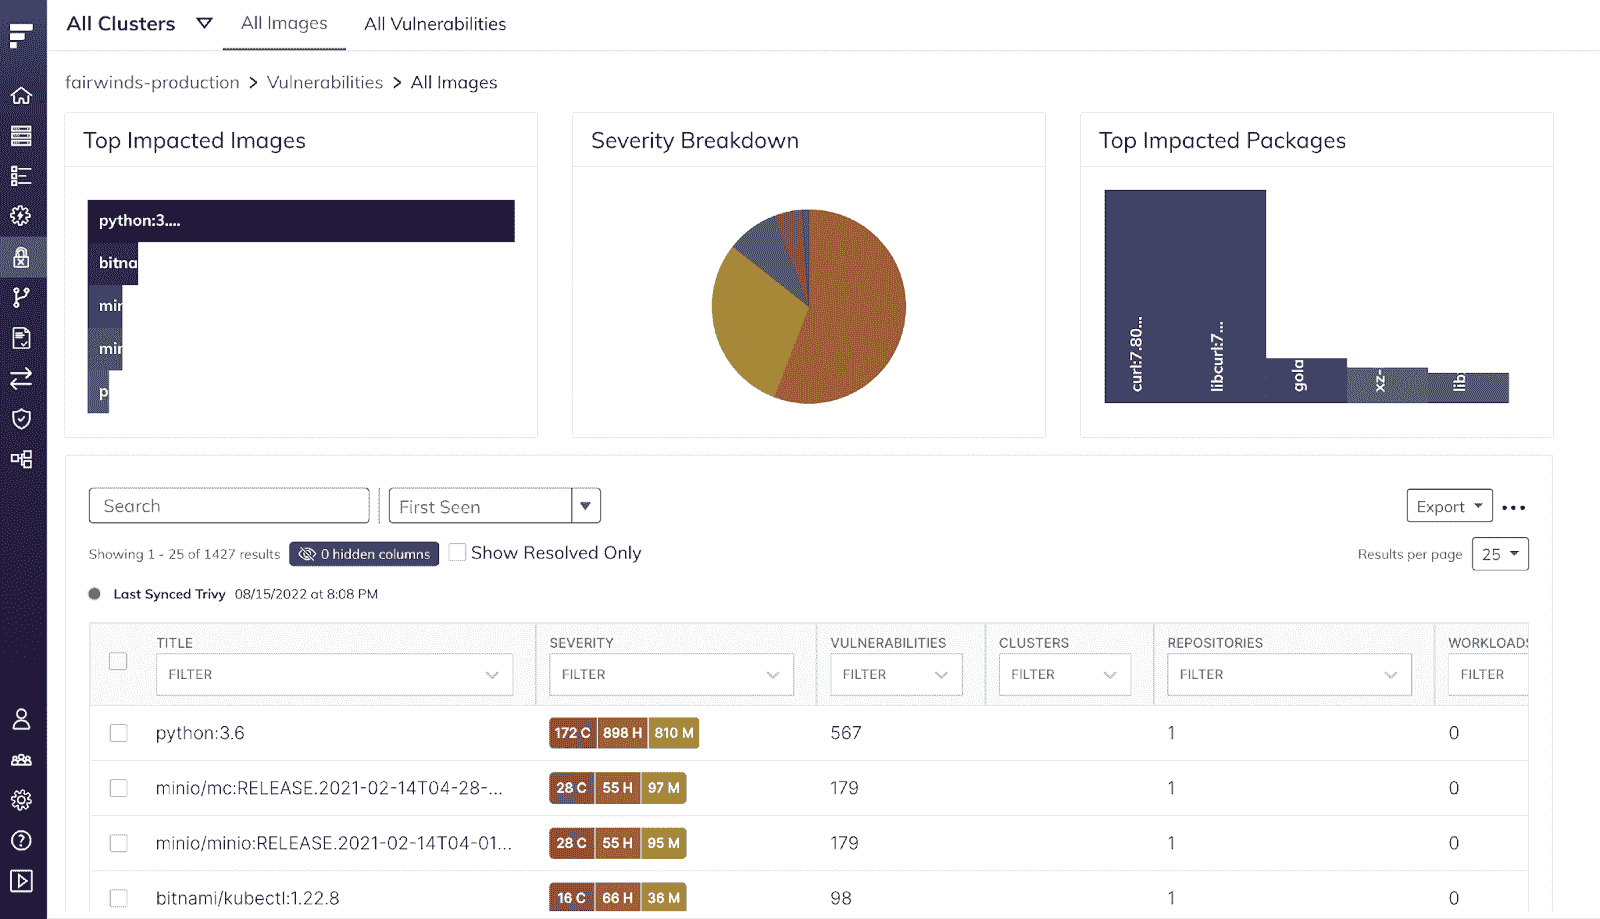 All Clusters All Images All Vulnerabilities
fairwinds-production > Vulnerabilities > All Images
Top Impacted Images
python:3....
bitna
min
min
p
Severity Breakdown
Top Impacted Packages
curl:7.80...
libcurl:7...
gola
xz-
lib
Search
First Seen
Export
Showing 1 - 25 of 1427 results
0 hidden columns
Show Resolved Only
Results per page 25
Last Synced Trivy 08/15/2022 at 8:08 PM
TITLE SEVERITY VULNERABILITIES CLUSTERS REPOSITORIES WORKLOADS
FILTER FILTER FILTER FILTER FILTER FILTER
python:3.6 172 C 898 H 810 M 567 1 0
minio/mc:RELEASE.2021-02-14T04-28-... 28 C 55 H 97 M 179 1 0
minio/minio:RELEASE.2021-02-14T04-01... 28 C 55 H 95 M 179 1 0
bitnami/kubectl:1.22.8 16 C 66 H 36 M 98 1 0